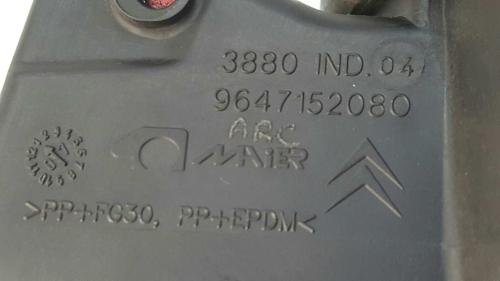 3880 IND. 04
9647152080
ARC
MAIER
>PP+FG30, PP+EPDM<